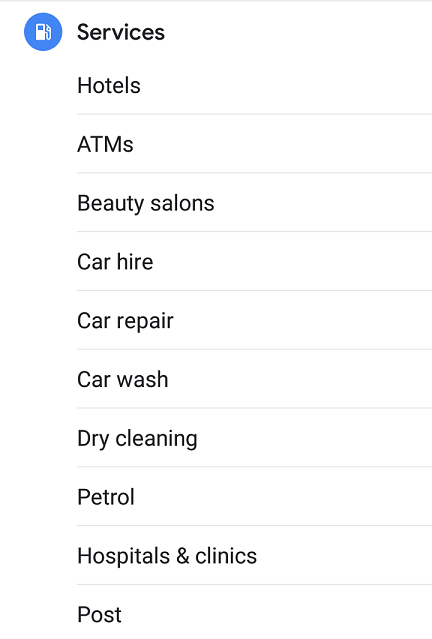 Services
Hotels
ATMs
Beauty salons
Car hire
Car repair
Car wash
Dry cleaning
Petrol
Hospitals & clinics
Post